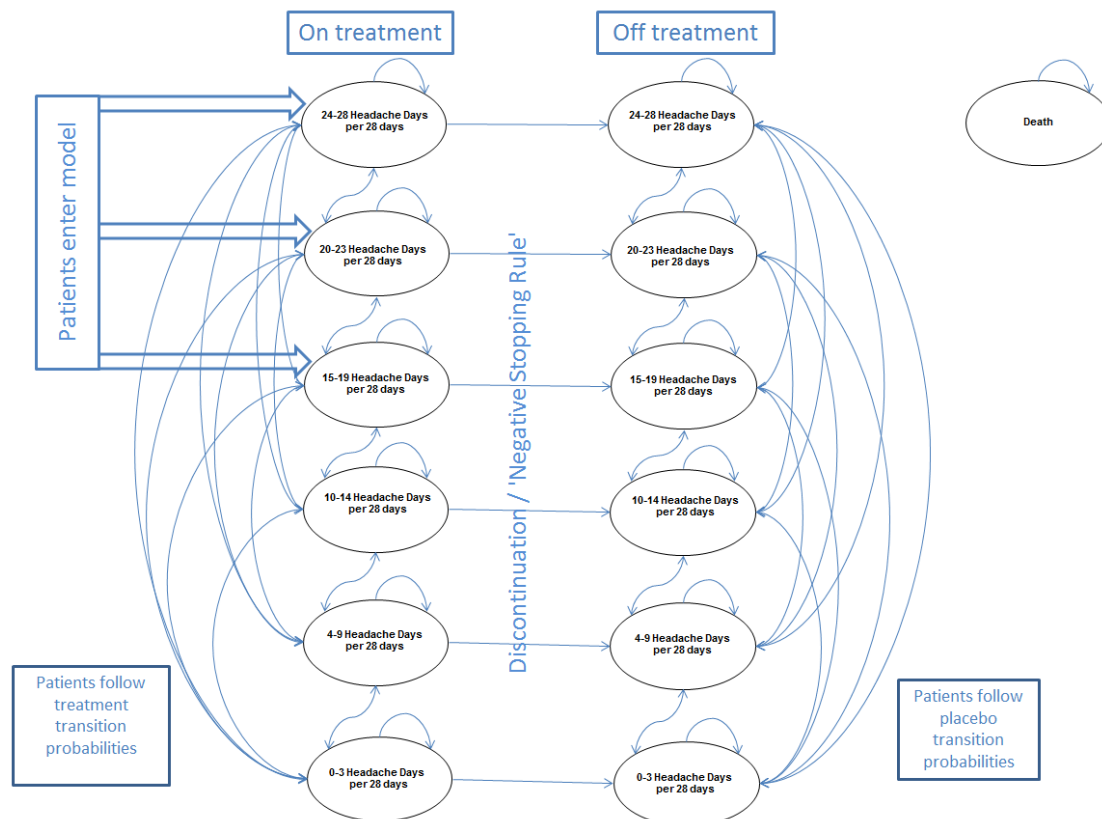 On treatment
Off treatment
Patients enter model
24-28 Headache Days
per 28 days
24-28 Headache Days
per 28 days
Death
20-23 Headache Days
per 28 days
20-23 Headache Days
per 28 days
Discontinuation / 'Negative Stopping Rule'
15-19 Headache Days
per 28 days
15-19 Headache Days
per 28 days
10-14 Headache Days
per 28 days
10-14 Headache Days
per 28 days
4-9 Headache Days
per 28 days
4-9 Headache Days
per 28 days
Patients follow
treatment
transition
probabilities
Patients follow
placebo
transition
probabilities
0-3 Headache Days
per 28 days
0-3 Headache Days
per 28 days